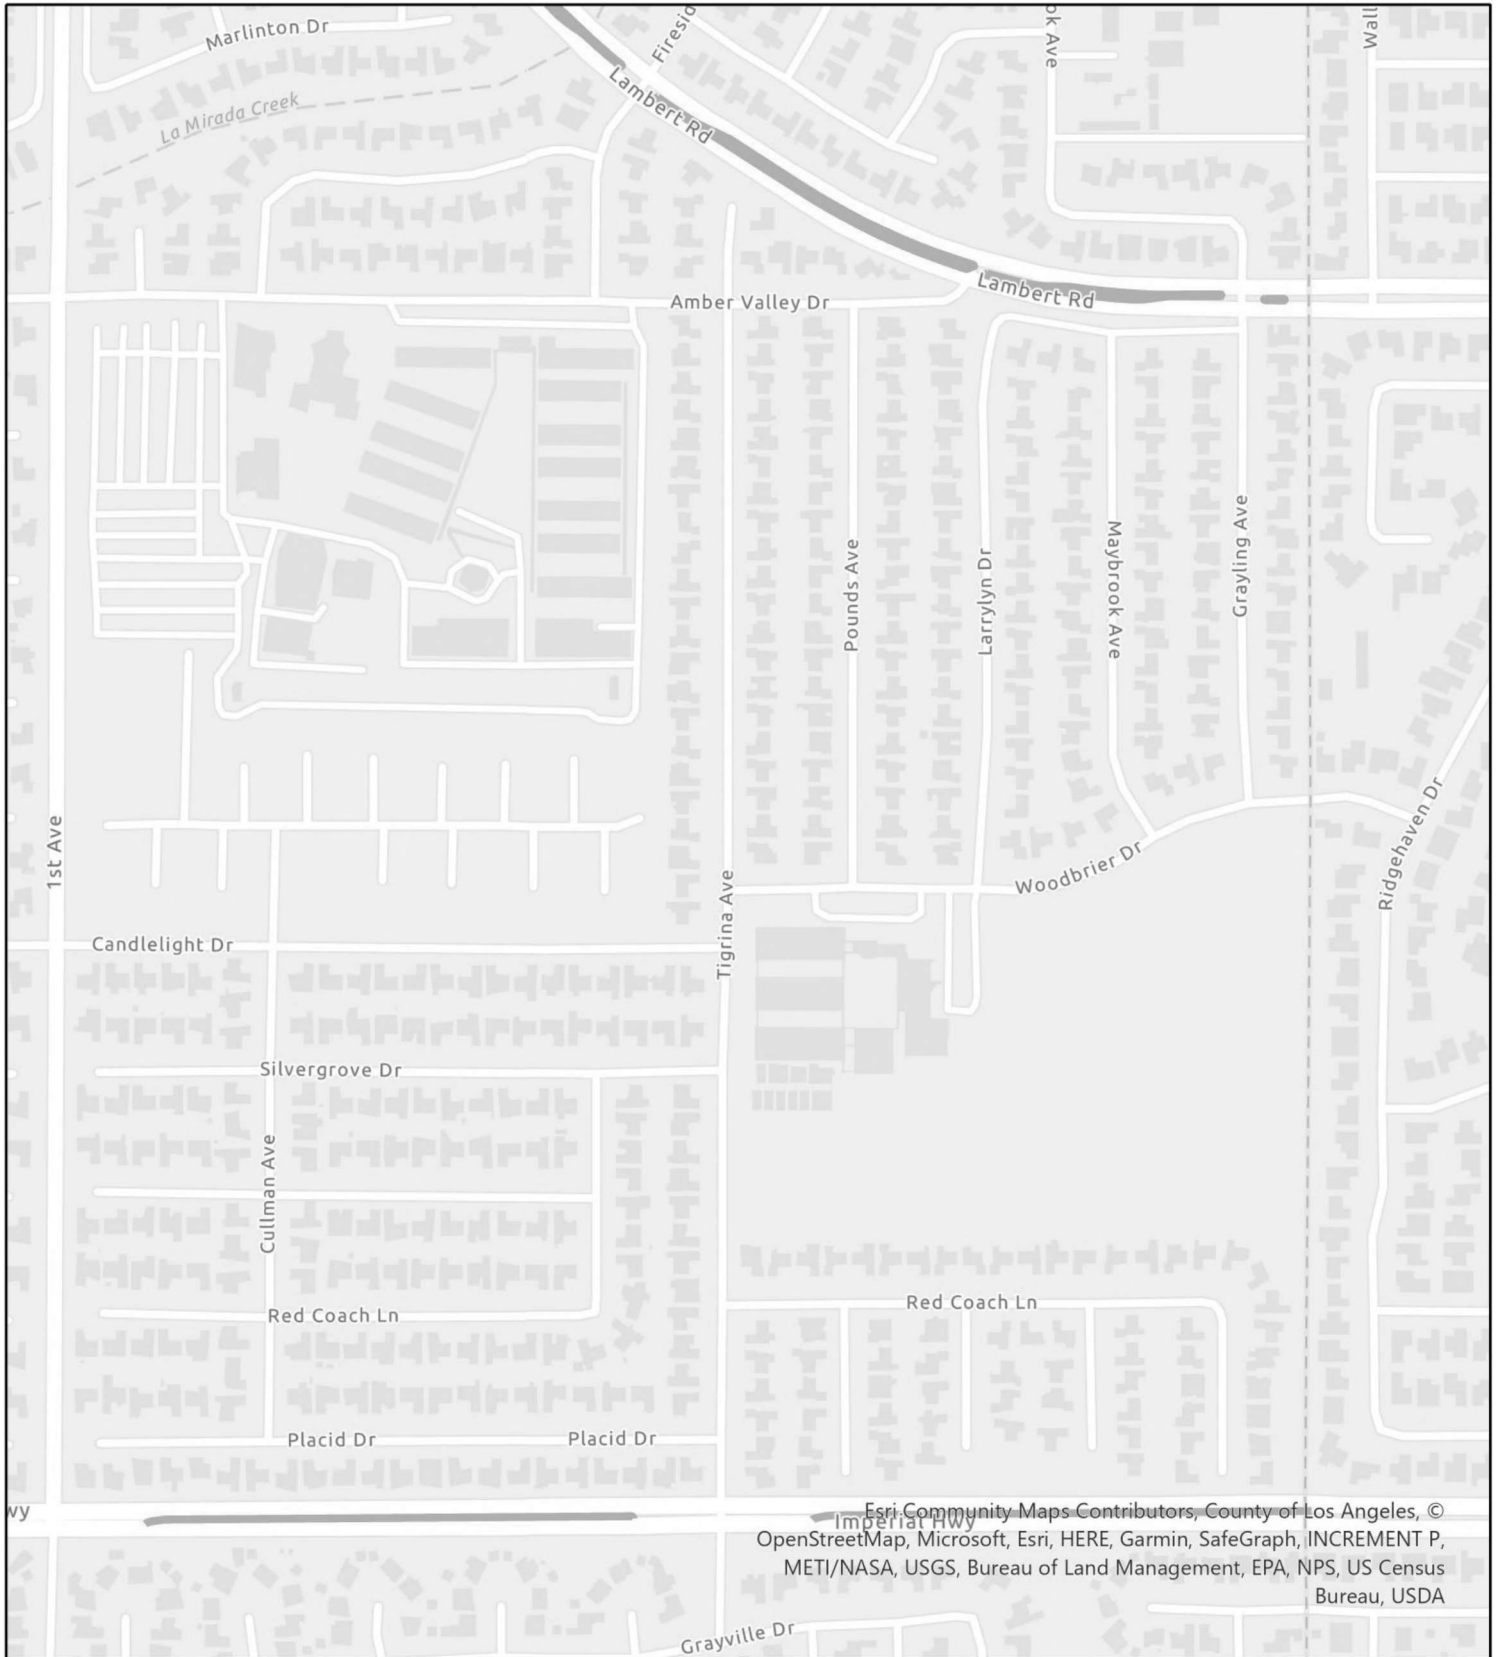 Marlinton Dr
La Mirada Creek
Lambert Rd
ok Ave
Wall
Amber Valley Dr
Lambert Rd
Pounds Ave
Larrylyn Dr
Maybrook Ave
Grayling Ave
1st Ave
Tigrina Ave
Woodbrier Dr
Ridgehaven Dr
Candlelight Dr
Silvergrove Dr
Cullman Ave
Red Coach Ln
Red Coach Ln
Placid Dr
Placid Dr
wy
Imperial Hwy
Esri Community Maps Contributors, County of Los Angeles, ©
OpenStreetMap, Microsoft, Esri, HERE, Garmin, SafeGraph, INCREMENT P,
METI/NASA, USGS, Bureau of Land Management, EPA, NPS, US Census
Bureau, USDA
Grayville Dr